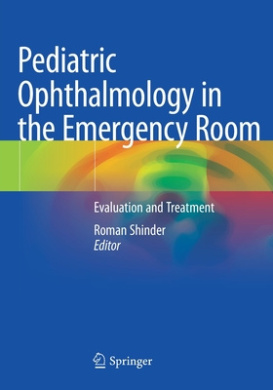 Pediatric
Ophthalmology in
the Emergency Room
Evaluation and Treatment
Roman Shinder
Editor
Springer